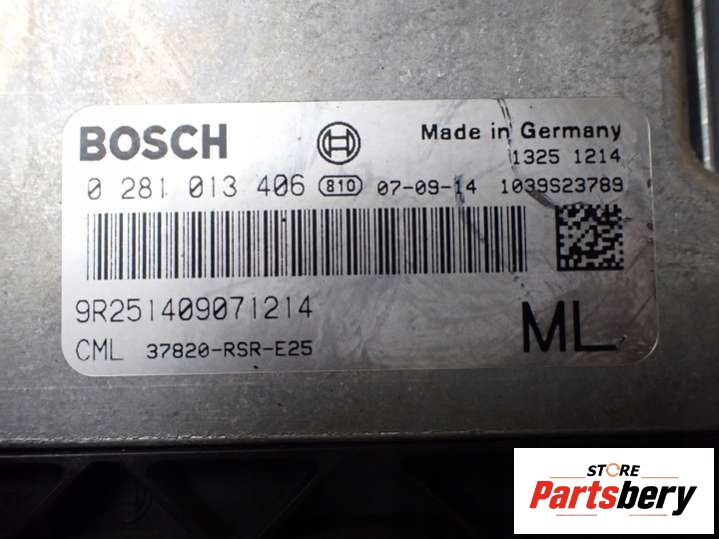 BOSCH Made in Germany
1325 1214
0 281 013 406 810 07-09-14 1039S23789
9R251409071214
CML 37820-RSR-E25 ML
STORE
Partsbery